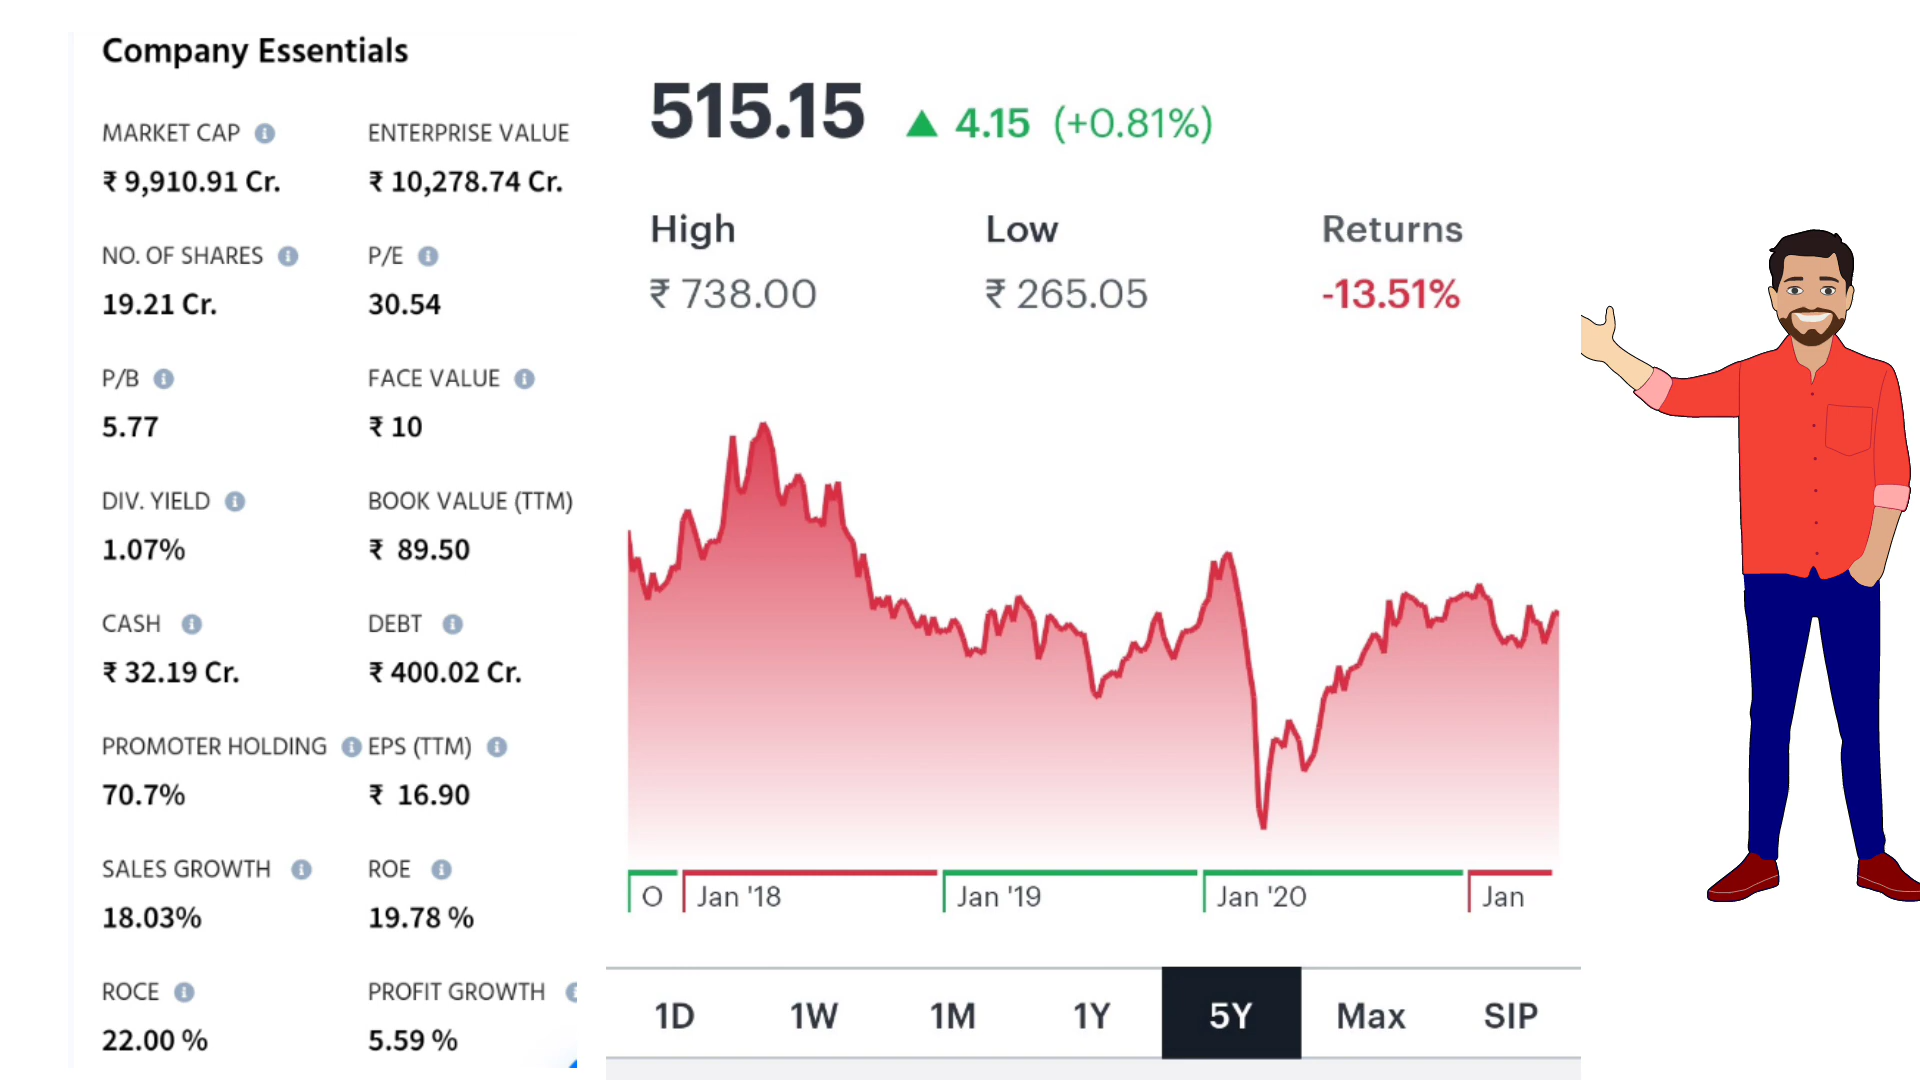 Company Essentials
MARKET CAP
ENTERPRISE VALUE
₹ 9,910.91 Cr.
₹ 10,278.74 Cr.
NO. OF SHARES
P/E
19.21 Cr.
30.54
P/B
FACE VALUE
5.77
₹ 10
DIV. YIELD
BOOK VALUE (TTM)
1.07%
₹ 89.50
CASH
DEBT
₹ 32.19 Cr.
₹ 400.02 Cr.
PROMOTER HOLDING
EPS (TTM)
70.7%
₹ 16.90
SALES GROWTH
ROE
18.03%
19.78 %
ROCE
PROFIT GROWTH
22.00 %
5.59 %
515.15 ▲ 4.15 (+0.81%)
High Low Returns
₹ 738.00 ₹ 265.05 -13.51%
O Jan '18 Jan '19 Jan '20 Jan
1D 1W 1M 1Y 5Y Max SIP